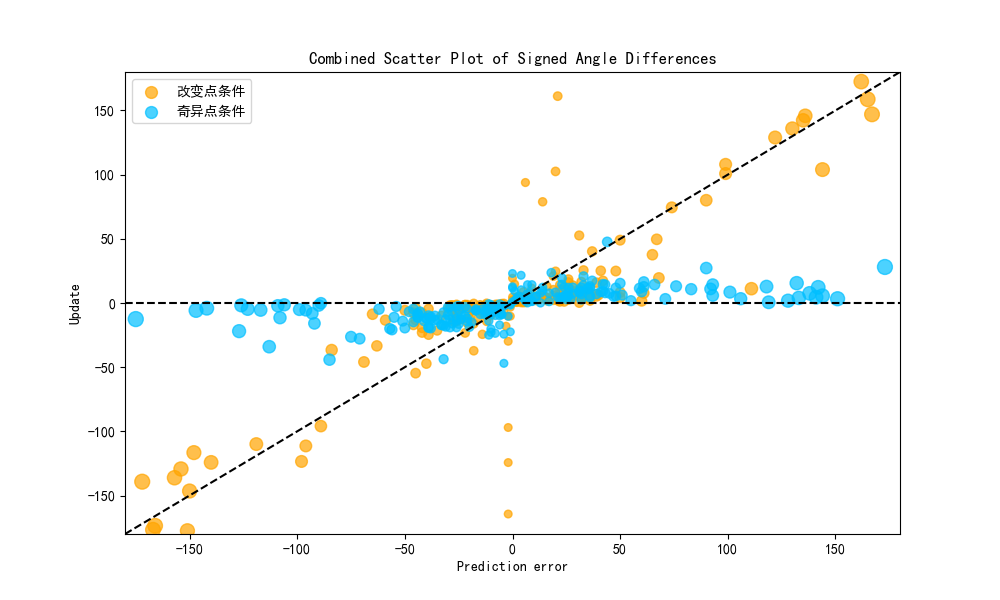 Combined Scatter Plot of Signed Angle Differences
改变点条件
奇异点条件
Update
150
100
50
0
−50
−100
−150
−150
−100
−50
0
50
100
150
Prediction error